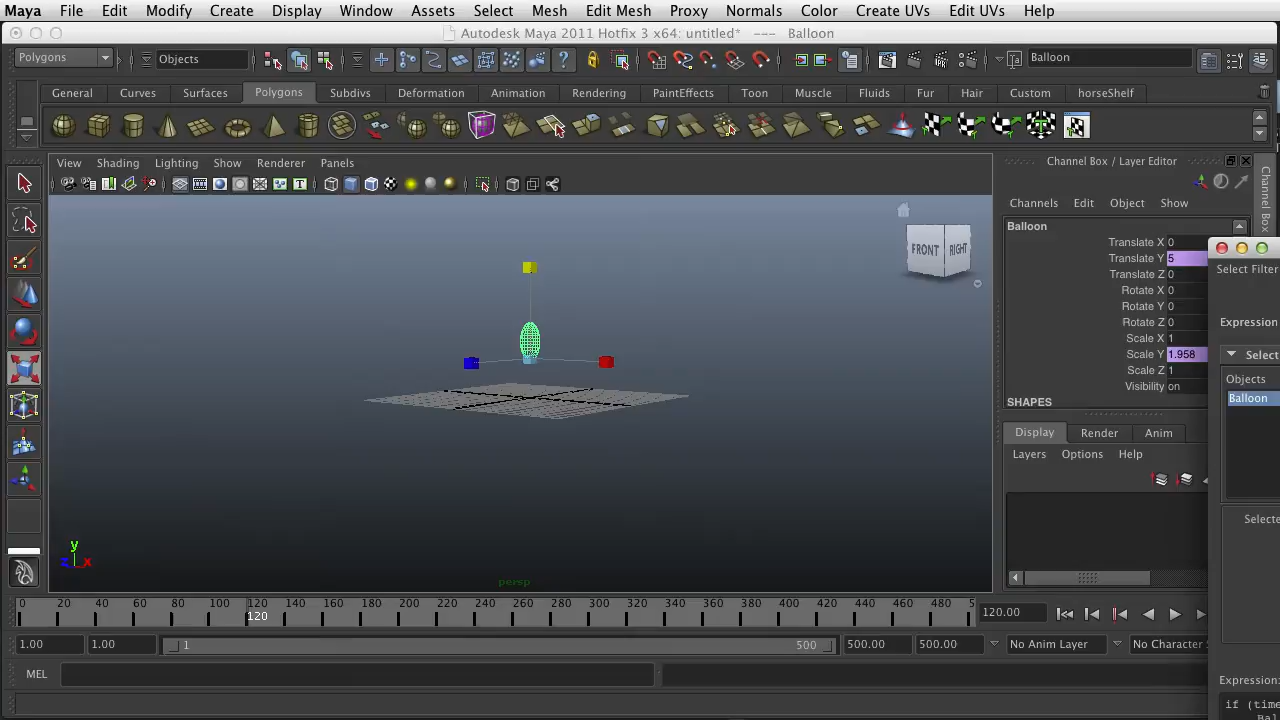 Maya File Edit Modify Create Display Window Assets Select Mesh Edit Mesh Proxy Normals Color Create UVs Edit UVs Help
Autodesk Maya 2011 Hotfix 3 x64: untitled* --- Balloon
Polygons Objects Balloon
General Curves Surfaces Polygons Subdivs Deformation Animation Rendering PaintEffects Toon Muscle Fluids Fur Hair Custom horseShelf
View Shading Lighting Show Renderer Panels
Channel Box / Layer Editor
Channel Box /
Channels Edit Object Show
FRONT RIGHT
Balloon
Translate X 0
Translate Y 5
Translate Z 0
Rotate X 0
Rotate Y 0
Rotate Z 0
Scale X 1
Scale Y 1.958
Scale Z 1
Visibility on
SHAPES
Select Filter
Expression
Select
Objects
Balloon
Selecte
Expression:
if (time
Display Render Anim
Layers Options Help
y
z x
persp
0 20 40 60 80 100 120 140 160 180 200 220 240 260 280 300 320 340 360 380 400 420 440 460 480 5
120
120.00
1.00 1.00 1 500 500.00 500.00 No Anim Layer No Character S
MEL